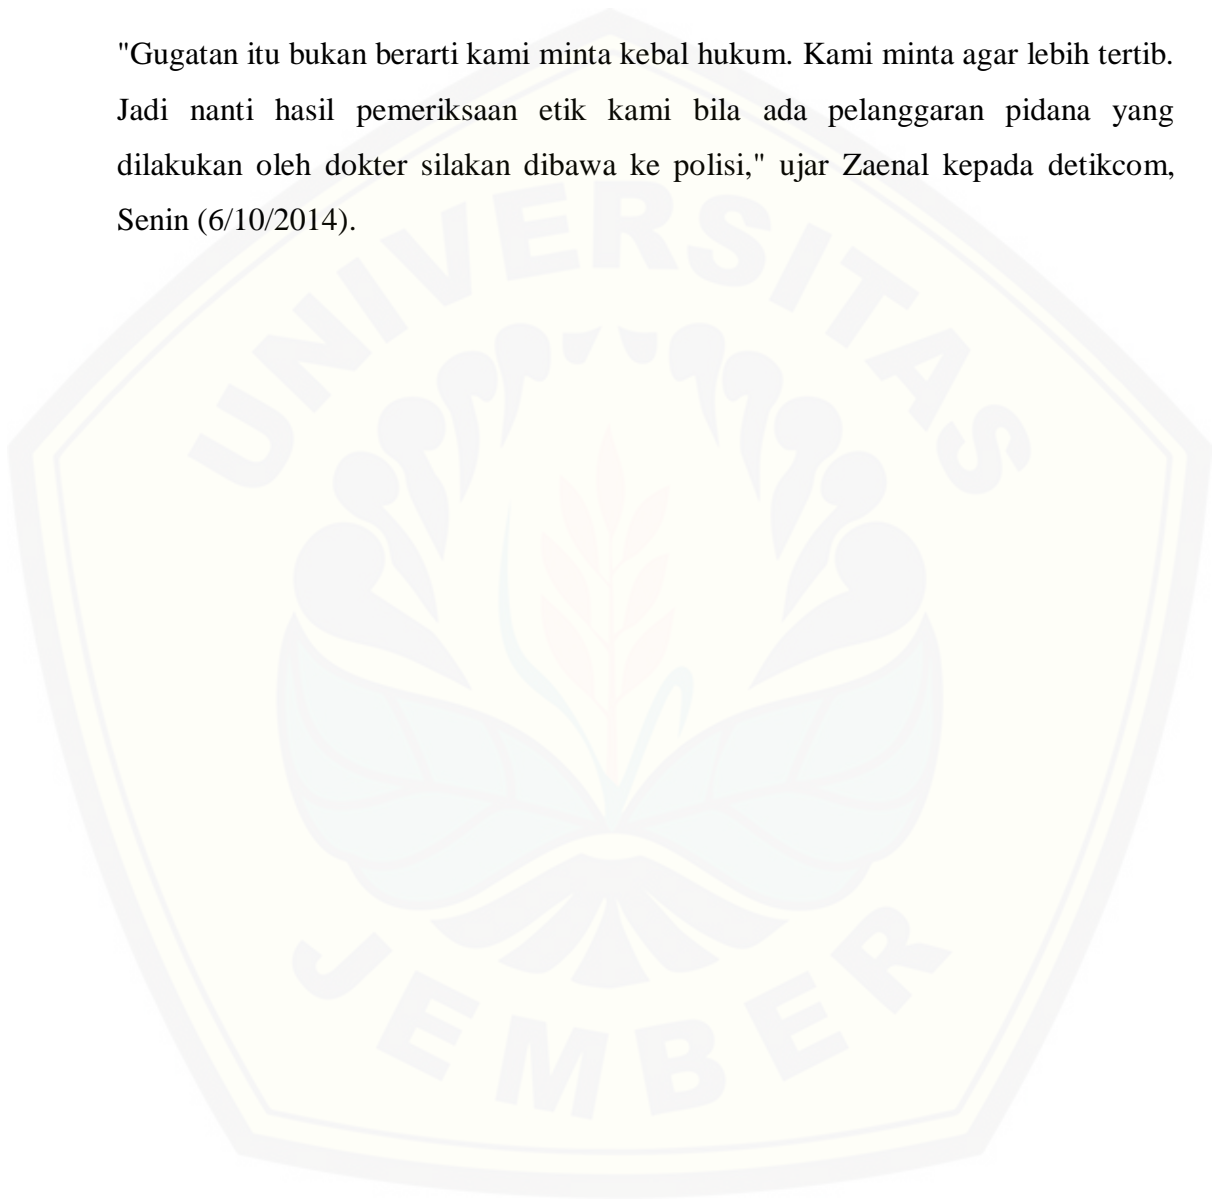 "Gugatan itu bukan berarti kami minta kebal hukum. Kami minta agar lebih tertib.
Jadi nanti hasil pemeriksaan etik kami bila ada pelanggaran pidana yang
dilakukan oleh dokter silakan dibawa ke polisi," ujar Zaenal kepada detikcom,
Senin (6/10/2014).
UNIVERSITAS
JEMBER